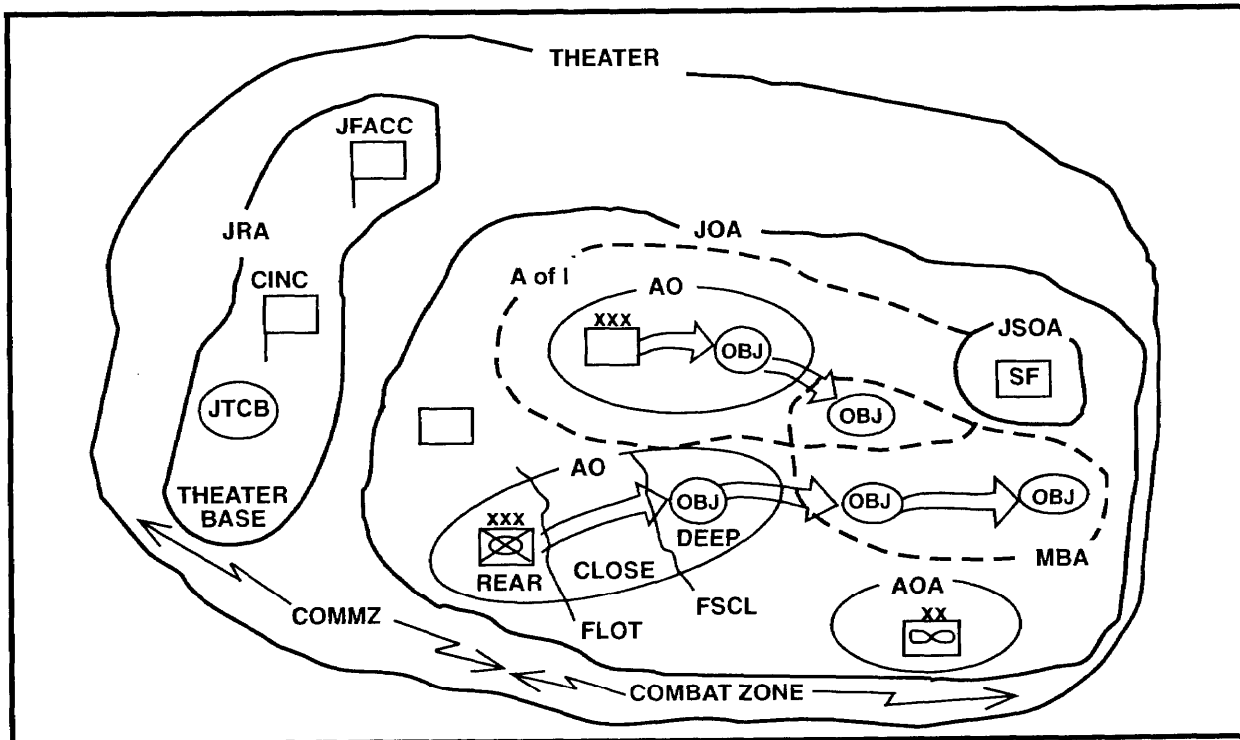 THEATER
JFACC
JRA
CINC
JTCB
THEATER
BASE
JOA
A of I
AO
XXX
OBJ
OBJ
JSOA
SF
AO
XXX
REAR
CLOSE
OBJ
DEEP
OBJ
OBJ
MBA
FLOT
FSCL
AOA
XX
COMMZ
COMBAT ZONE